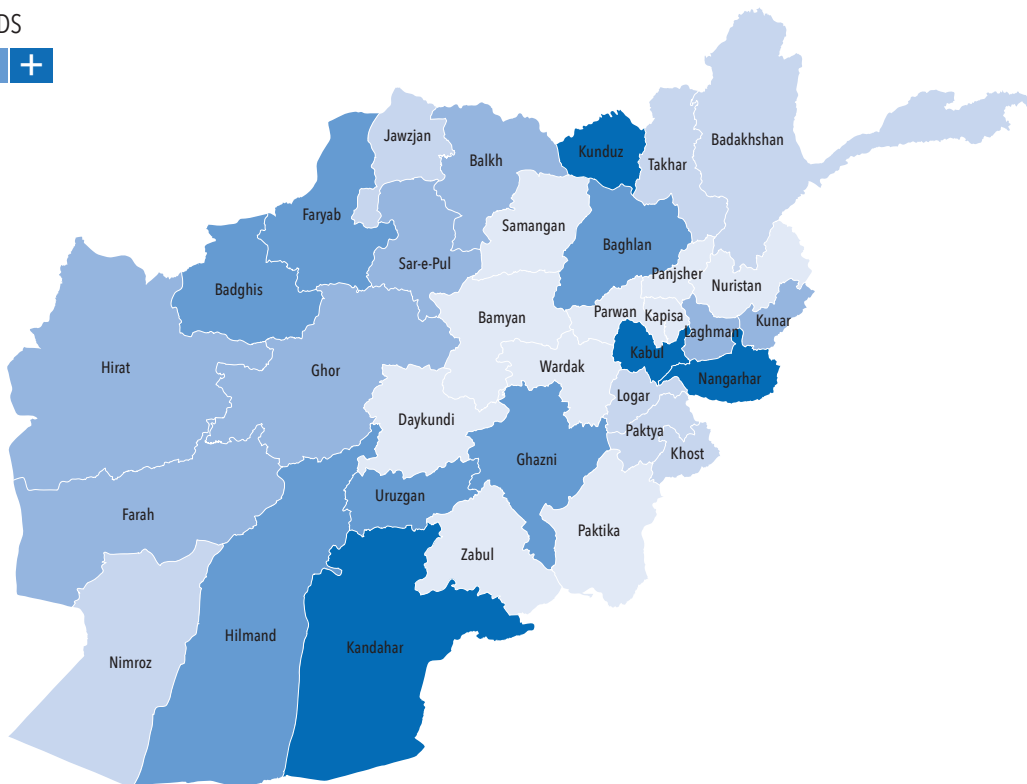 DS
+
Jawzjan
Balkh
Kunduz
Takhar
Badakhshan
Faryab
Samangan
Baghlan
Sar-e-Pul
Panjsher
Nuristan
Badghis
Bamyan
Parwan
Kapisa
Kunar
Laghman
Hirat
Ghor
Wardak
Kabul
Nangarhar
Logar
Daykundi
Paktya
Khost
Ghazni
Uruzgan
Farah
Paktika
Zabul
Hilmand
Kandahar
Nimroz